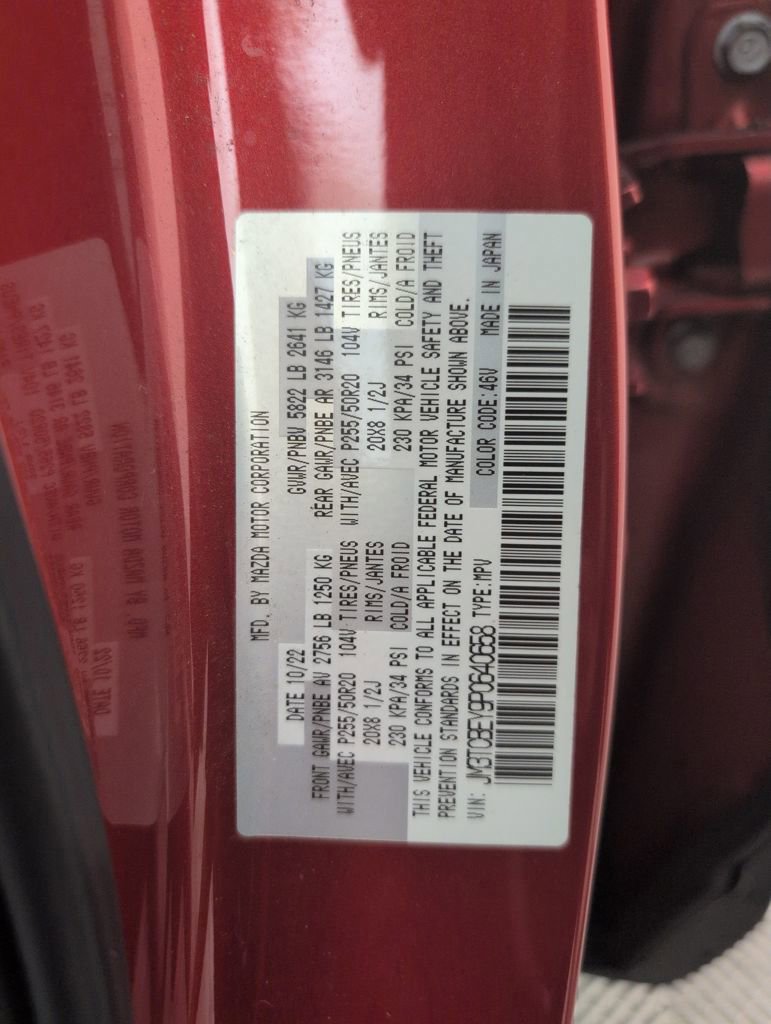 MFD. BY MAZDA MOTOR CORPORATION
DATE 10/22 GVWR/PNBV 5822 LB 2641 KG
FRONT GAWR/PNBE AV 2756 LB 1250 KG REAR GAWR/PNBE AR 3146 LB 1427 KG
WITH/AVEC P255/50R20 104V TIRES/PNEUS WITH/AVEC P255/50R20 104V TIRES/PNEUS
20X8 1/2J RIMS/JANTES 20X8 1/2J RIMS/JANTES
230 KPA/34 PSI COLD/A FROID 230 KPA/34 PSI COLD/A FROID
THIS VEHICLE CONFORMS TO ALL APPLICABLE FEDERAL MOTOR VEHICLE SAFETY AND THEFT
PREVENTION STANDARDS IN EFFECT ON THE DATE OF MANUFACTURE SHOWN ABOVE.
VIN: JM3TCBEY9P0640658 TYPE:MPV COLOR CODE:46V MADE IN JAPAN